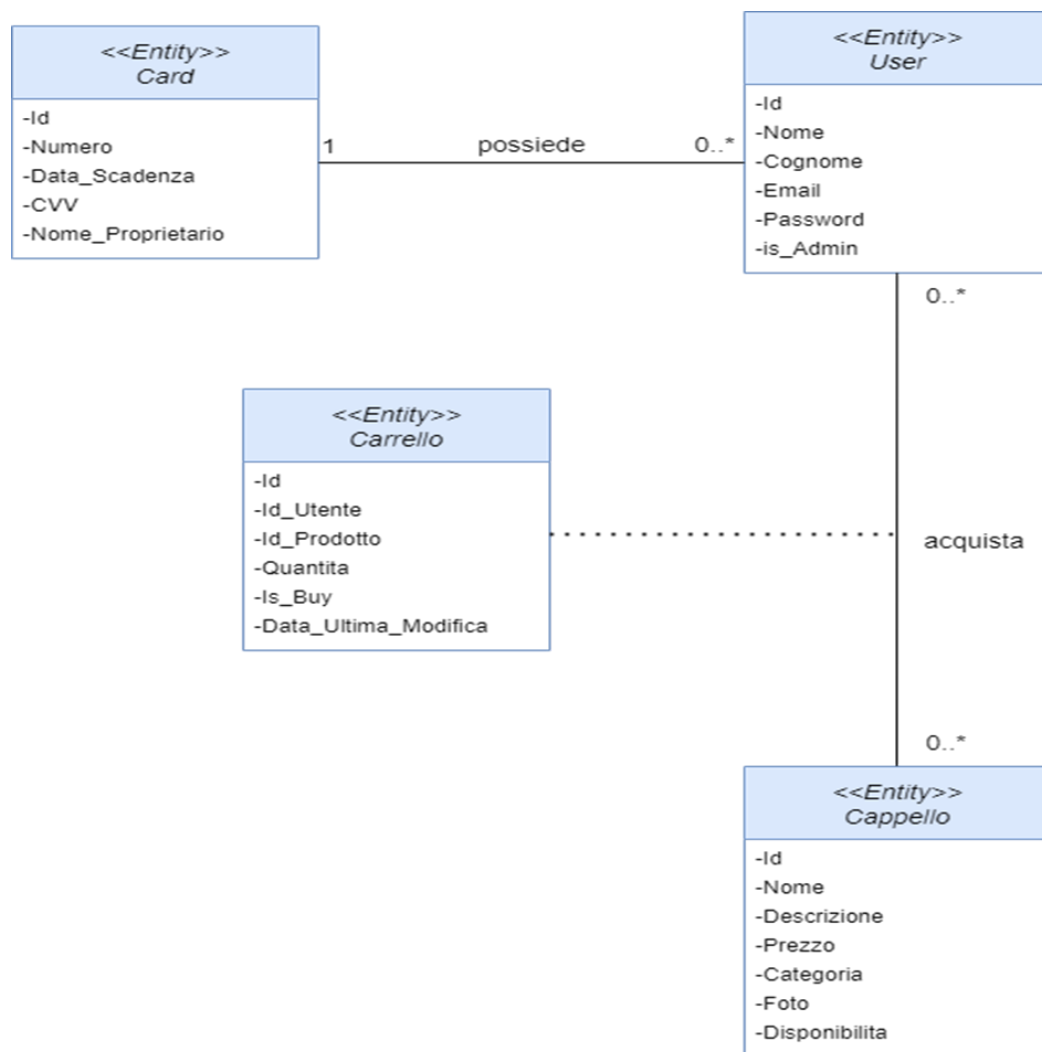 <<Entity>>
Card
-Id
-Numero
-Data_Scadenza
-CVV
-Nome_Proprietario
1
possiede
0..*
<<Entity>>
User
-Id
-Nome
-Cognome
-Email
-Password
-is_Admin
0..*
<<Entity>>
Carrello
-Id
-Id_Utente
-Id_Prodotto
-Quantita
-Is_Buy
-Data_Ultima_Modifica
acquista
0..*
<<Entity>>
Cappello
-Id
-Nome
-Descrizione
-Prezzo
-Categoria
-Foto
-Disponibilita